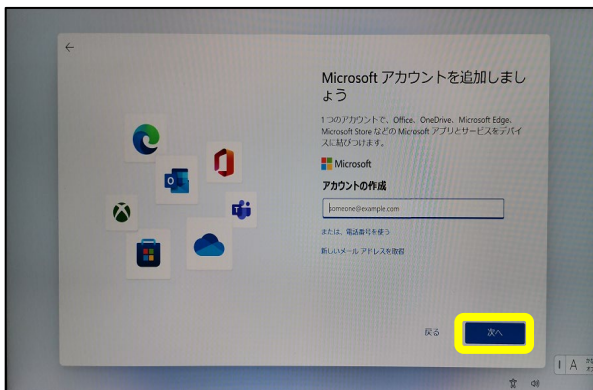 Microsoft アカウントを追加しまし
ょう
1 つのアカウントで、Office、OneDrive、Microsoft Edge、
Microsoft Store などの Microsoft アプリとサービスをデバイ
スに結びつけます。
Microsoft
アカウントの作成
someone@example.com
または、電話番号を使う
新しいメール アドレスを取得
戻る
次へ
A